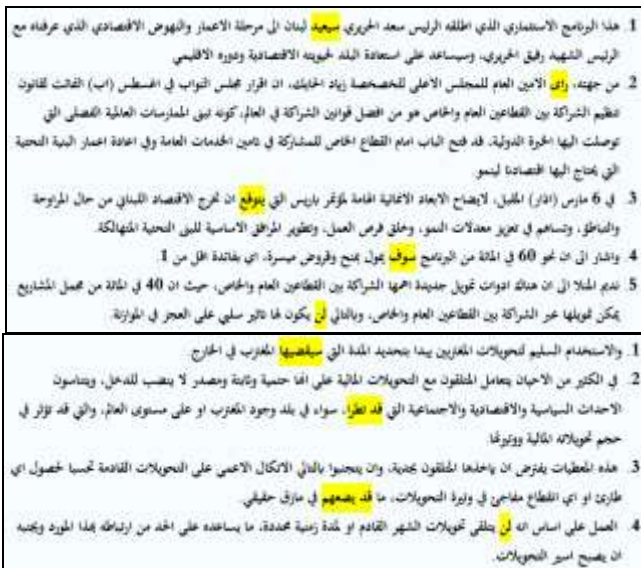 1. هذا البرنامج الاستثماري الذي اطلقه الرئيس سعد الحريري سيعيد لبنان الى مرحلة الاعمار والنهوض الاقتصادي الذي عرفناه مع
الرئيس الشهيد رفيق الحريري، وسيساعد على استعادة البلد لحيويته الاقتصادية ودوره الاقليمي
2. من جهته، راى الامين العام للمجلس الاعلى للخصخصة زياد الحايك، ان اقرار مجلس النواب في اغسطس (اب) الفائت لقانون
تنظيم الشراكة بين القطاعين العام والخاص هو من افضل قوانين الشراكة في العالم، كونه تبنى الممارسات العالمية الفضلى التي
توصلت اليها الخبرة الدولية. قد فتح الباب امام القطاع الخاص للمشاركة في تامين الخدمات العامة وفي اعادة اعمار البنية التحتية
التي يحتاج اليها اقتصادنا لينمو.
3. في 6 مارس (اذار) المقبل، لايضاح الابعاد الانمائية الهامة لمؤتمر باريس التي يتوقع ان تخرج الاقتصاد اللبناني من حال المراوحة
والتباطؤ، وتساهم في تعزيز معدلات النمو، وخلق فرص العمل، وتطوير المرافق الاساسية للبنى التحتية المتهالكة.
4. واشار الى ان نحو 60 في المائة من البرنامج سوف يمول بمنح وقروض ميسرة، اي بفائدة اقل من 1.
5. نديم المنلا الى ان هناك ادوات تمويل جديدة اهمها الشراكة بين القطاعين العام والخاص، حيث ان 40 في المائة من مجمل المشاريع
يمكن تمويلها عبر الشراكة بين القطاعين العام والخاص، وبالتالي لن يكون لها تاثير سلبي على العجز في الموازنة.
1. والاستخدام السليم لتحويلات المغتربين يبدا بتحديد المدة التي سيقضيها المغترب في الخارج.
2. في الكثير من الاحيان يتعامل المتلقون مع التحويلات المالية على انها حتمية وثابتة ومصدر لا ينضب للدخل، ويتناسون
الاحداث السياسية والاقتصادية والاجتماعية التي قد تطرا، سواء في بلد وجود المغترب او على مستوى العالم، والتي قد تؤثر في
حجم تحويلاته المالية ووتيرتها.
3. هذه المعطيات يفترض ان ياخذها المتلقون بجدية، وان يتجنبوا بالتالي الاتكال الاعمى على التحويلات القادمة تحسبا لحصول اي
طارئ او اي انقطاع مفاجئ في وتيرة التحويلات، ما قد يضعهم في مازق حقيقي.
4. العمل على اساس انه لن يتلقى تحويلات الشهر القادم او لمدة زمنية محددة، ما يساعده على الحد من ارتباطه بهذا المورد ويجنبه
ان يصبح اسير التحويلات.